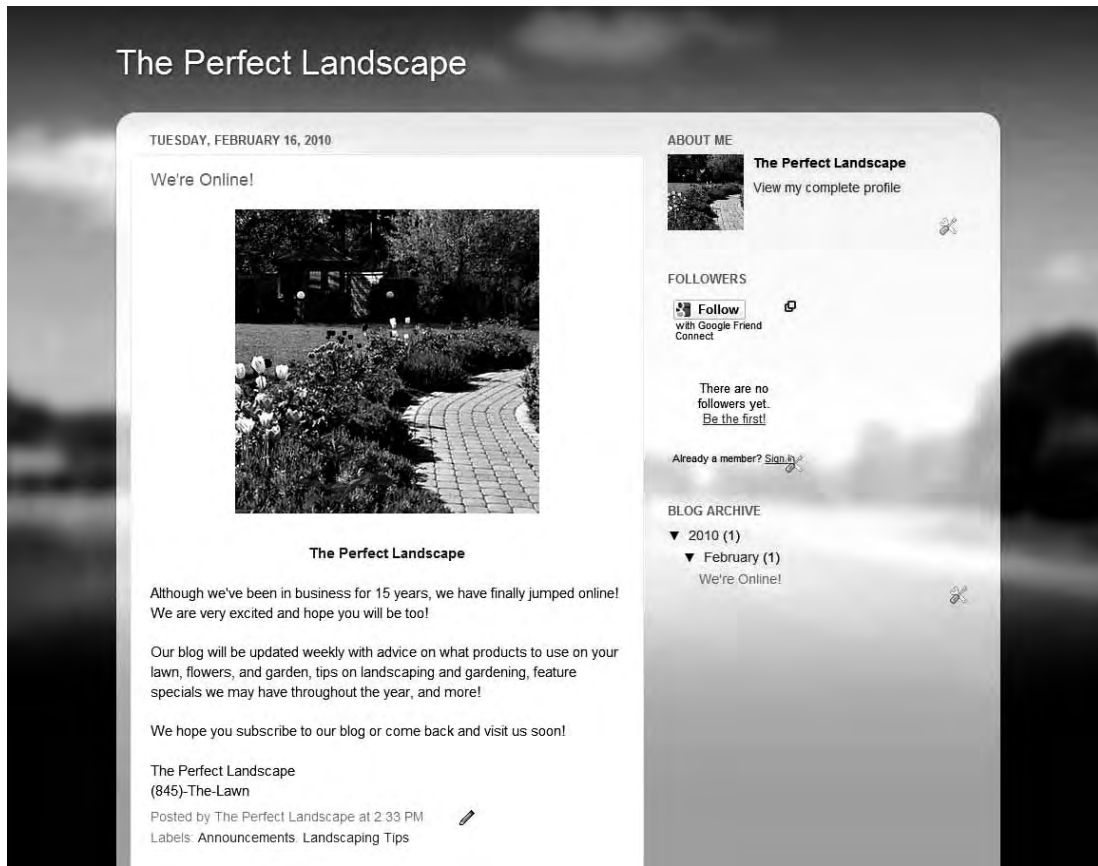 The Perfect Landscape
TUESDAY, FEBRUARY 16, 2010
We're Online!
The Perfect Landscape
Although we've been in business for 15 years, we have finally jumped online!
We are very excited and hope you will be too!
Our blog will be updated weekly with advice on what products to use on your
lawn, flowers, and garden, tips on landscaping and gardening, feature
specials we may have throughout the year, and more!
We hope you subscribe to our blog or come back and visit us soon!
The Perfect Landscape
(845)-The-Lawn
Posted by The Perfect Landscape at 2 33 PM
Labels: Announcements, Landscaping Tips
ABOUT ME
The Perfect Landscape
View my complete profile
FOLLOWERS
Follow
with Google Friend
Connect
There are no
followers yet.
Be the first!
Already a member? Sign in
BLOG ARCHIVE
▼ 2010 (1)
▼ February (1)
We're Online!